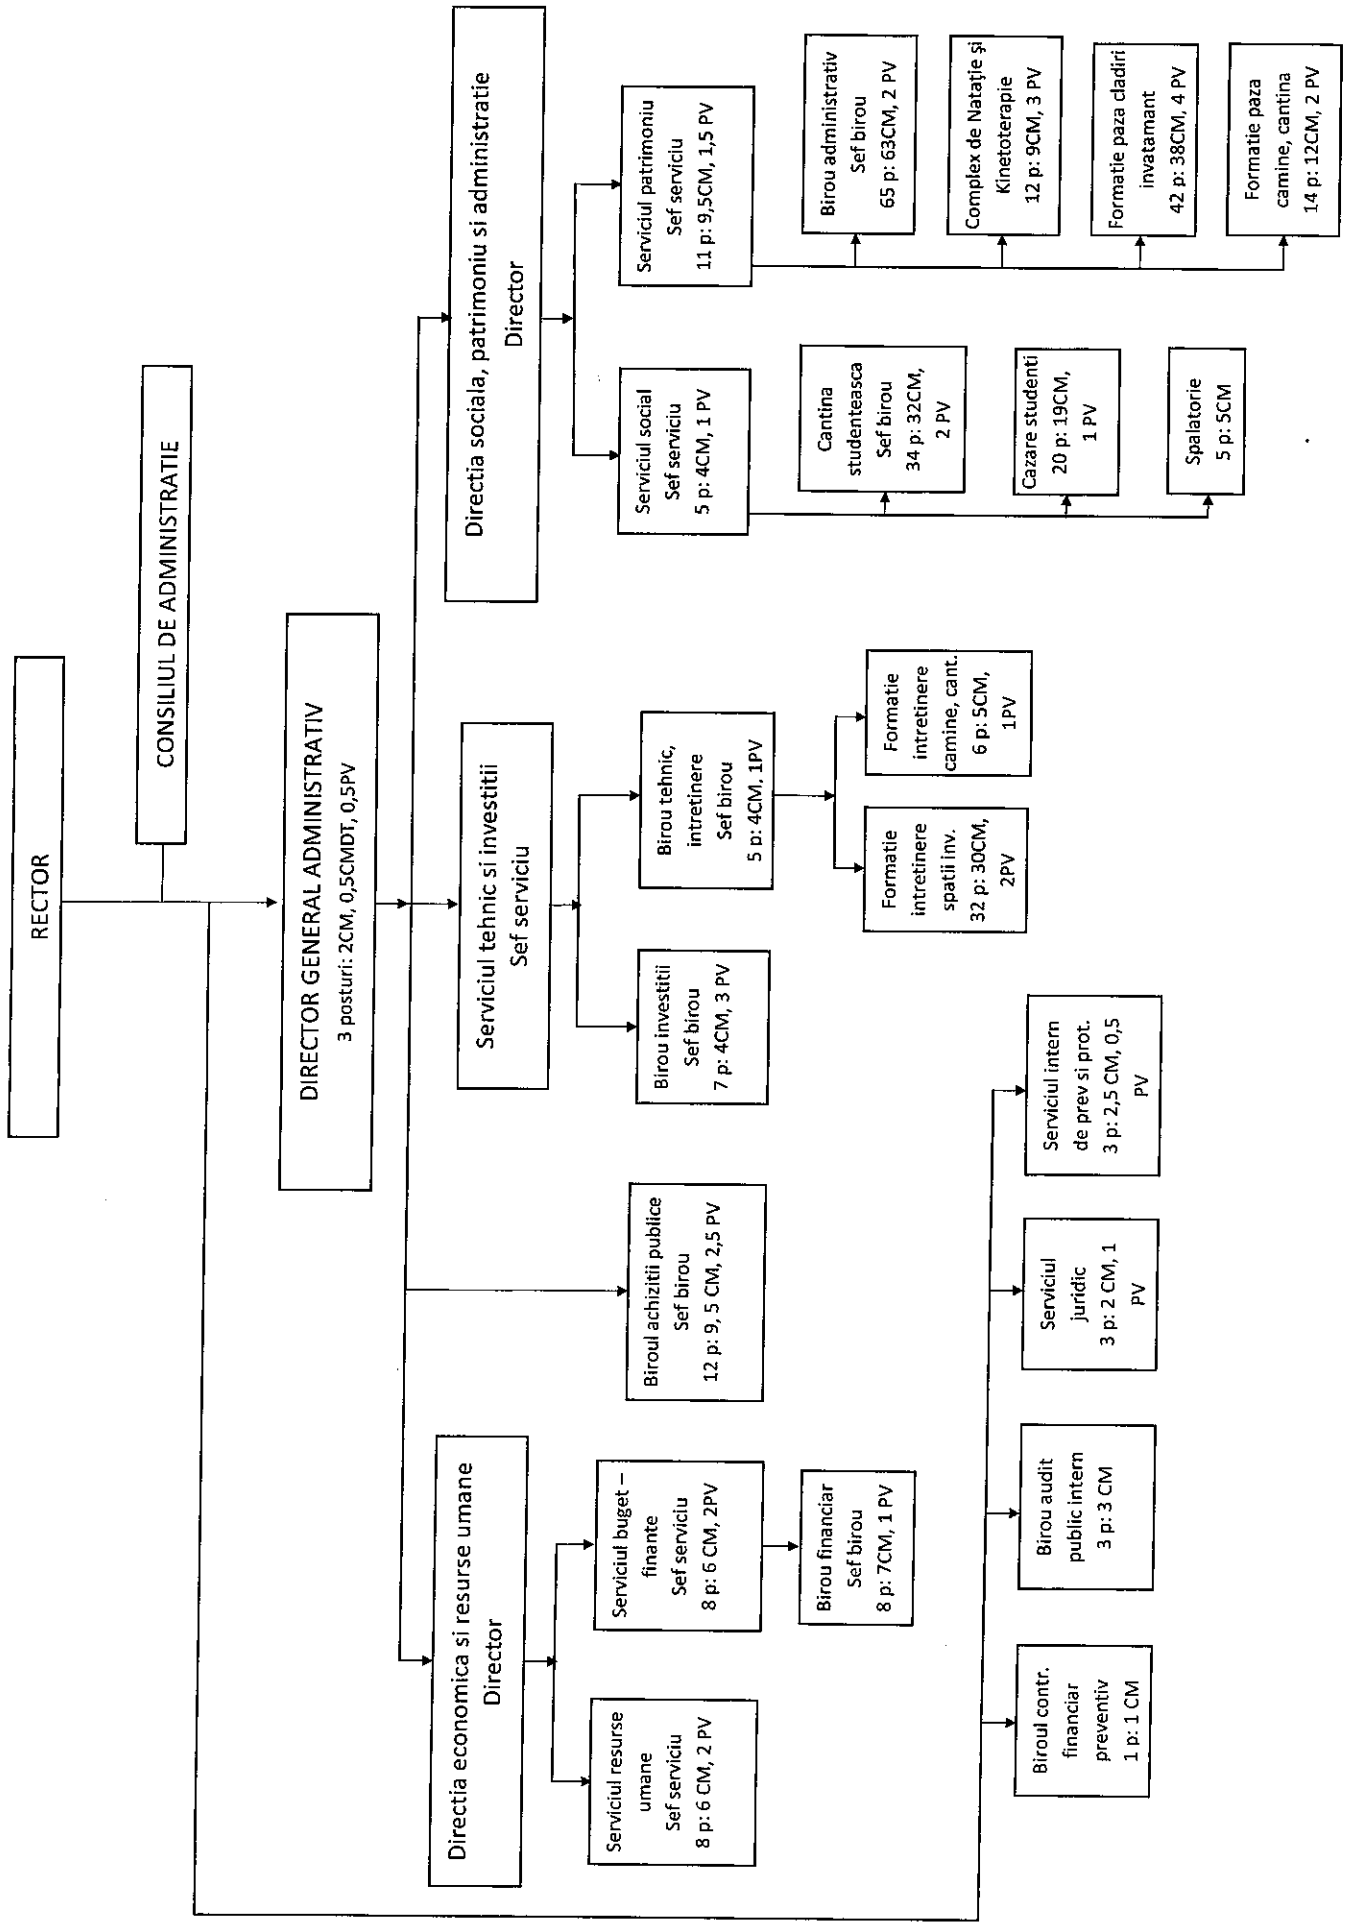 RECTOR
CONSILIUL DE ADMINISTRATIE
DIRECTOR GENERAL ADMINISTRATIV
3 posturi: 2CM, 0,5CMDT, 0,5PV
Directia economica si resurse umane
Director
Serviciul tehnic si investitii
Sef serviciu
Directia sociala, patrimoniu si administratie
Director
Serviciul resurse
umane
Sef serviciu
8 p: 6 CM, 2 PV
Serviciul buget –
finante
Sef serviciu
8 p: 6 CM, 2PV
Biroul achizitii publice
Sef birou
12 p: 9, 5 CM, 2,5 PV
Birou investitii
Sef birou
7 p: 4CM, 3 PV
Birou tehnic,
intretinere
Sef birou
5 p: 4CM, 1PV
Serviciul social
Sef serviciu
5 p: 4CM, 1 PV
Serviciul patrimoniu
Sef serviciu
11 p: 9,5CM, 1,5 PV
Birou financiar
Sef birou
8 p: 7CM, 1 PV
Formatie
intretinere
spatii inv.
32 p: 30CM,
2PV
Formatie
intretinere
camine, cant.
6 p: 5CM,
1PV
Cantina
studenteasca
Sef birou
34 p: 32CM,
2 PV
Cazare studenti
20 p: 19CM,
1 PV
Spalatorie
5 p: 5CM
Birou administrativ
Sef birou
65 p: 63CM, 2 PV
Complex de Natație și
Kinetoterapie
12 p: 9CM, 3 PV
Formatie paza cladiri
invatamant
42 p: 38CM, 4 PV
Formatie paza
camine, cantina
14 p: 12CM, 2 PV
Biroul contr.
financiar
preventiv
1 p: 1 CM
Birou audit
public intern
3 p: 3 CM
Serviciul
juridic
3 p: 2 CM, 1
PV
Serviciul intern
de prev si prot.
3 p: 2,5 CM, 0,5
PV